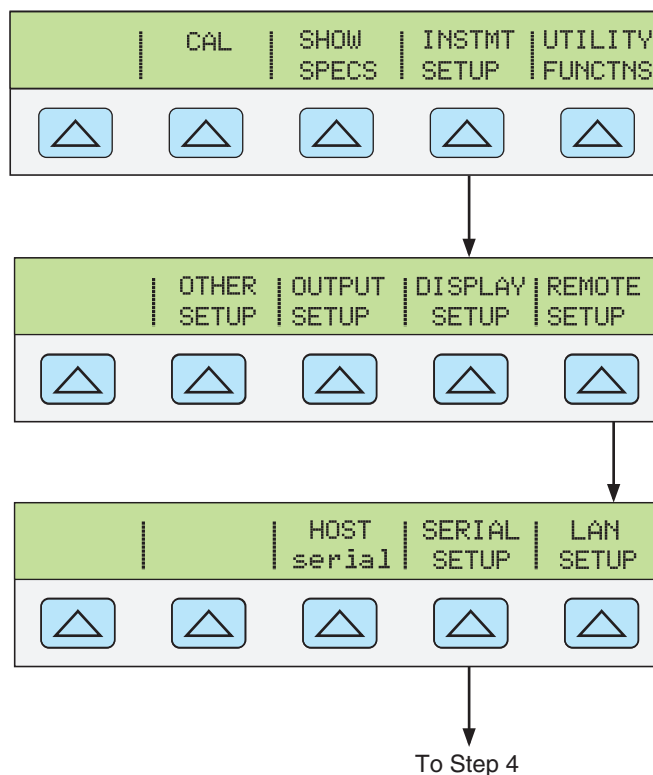 CAL SHOW INSTMT UTILITY
SPECS SETUP FUNCTNS
OTHER OUTPUT DISPLAY REMOTE
SETUP SETUP SETUP SETUP
HOST SERIAL LAN
serial SETUP SETUP
To Step 4